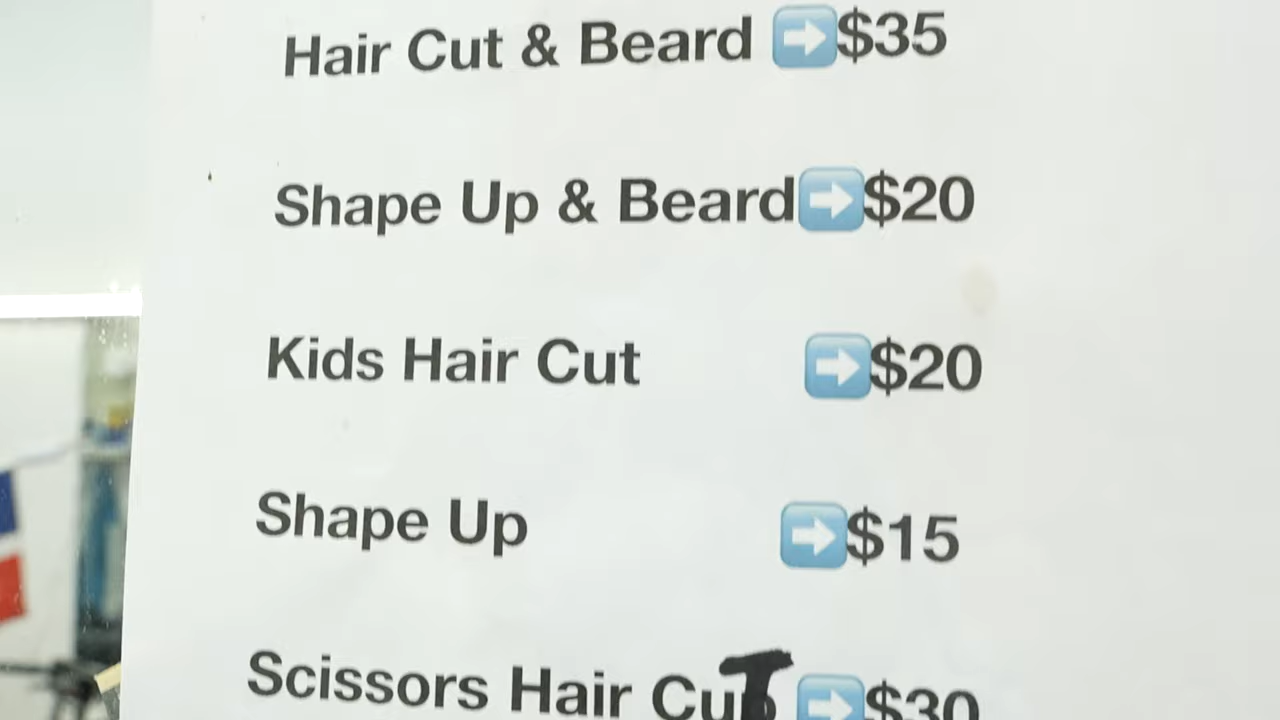 Hair Cut & Beard ➡️$35
Shape Up & Beard➡️$20
Kids Hair Cut ➡️$20
Shape Up ➡️$15
Scissors Hair CuT ➡️$30